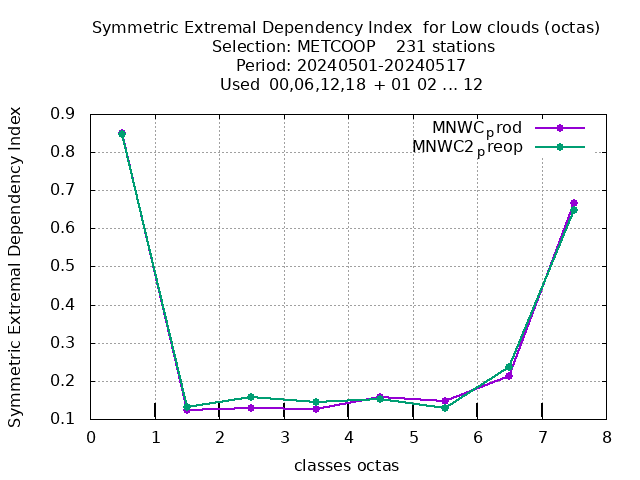 Symmetric Extremal Dependency Index for Low clouds (octas)
Selection: METCOOP 231 stations
Period: 20240501-20240517
Used 00,06,12,18 + 01 02 ... 12
MNWCprod
MNWC2preop
Symmetric Extremal Dependency Index
0.9
0.8
0.7
0.6
0.5
0.4
0.3
0.2
0.1
0 1 2 3 4 5 6 7 8
classes octas